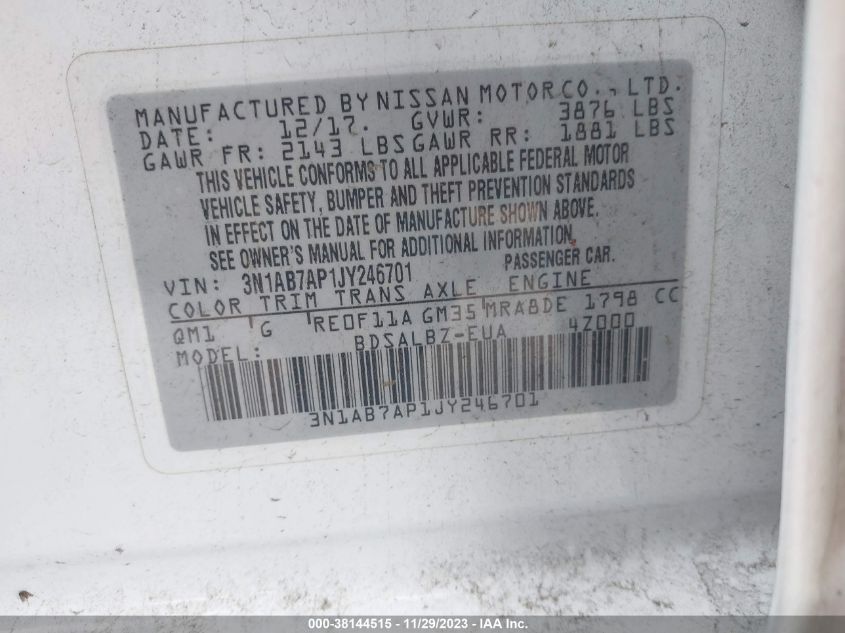 MANUFACTURED BY NISSAN MOTOR CO., LTD.
DATE: 12/17. GVWR: 3876 LBS
GAWR FR: 2143 LBS GAWR RR: 1881 LBS
THIS VEHICLE CONFORMS TO ALL APPLICABLE FEDERAL MOTOR
VEHICLE SAFETY, BUMPER AND THEFT PREVENTION STANDARDS
IN EFFECT ON THE DATE OF MANUFACTURE SHOWN ABOVE.
SEE OWNER'S MANUAL FOR ADDITIONAL INFORMATION.
VIN: 3N1AB7AP1JY246701 PASSENGER CAR.
COLOR TRIM TRANS AXLE ENGINE
QM1 G RE0F11A GM35 MRA8DE 1798 CC
MODEL: BDSALBZ-EUA 4Z000
3N1AB7AP1JY246701
000-38144515 - 11/29/2023 - IAA Inc.